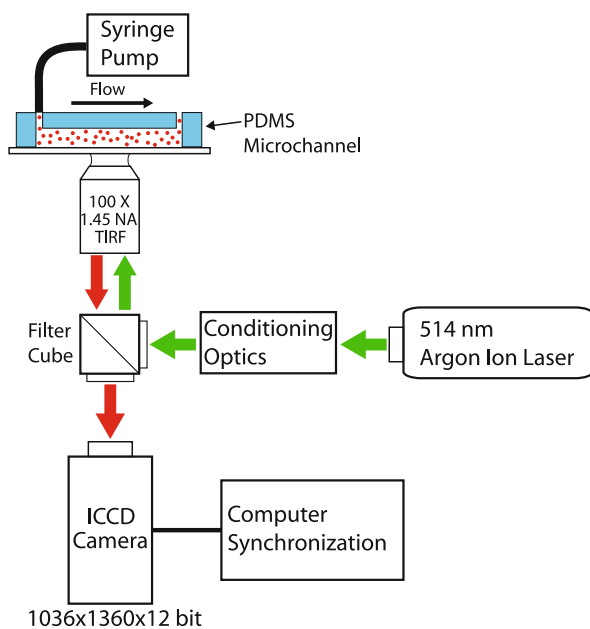 Syringe
Pump
Flow
PDMS
Microchannel
100 X
1.45 NA
TIRF
Filter
Cube
Conditioning
Optics
514 nm
Argon Ion Laser
ICCD
Camera
Computer
Synchronization
1036x1360x12 bit